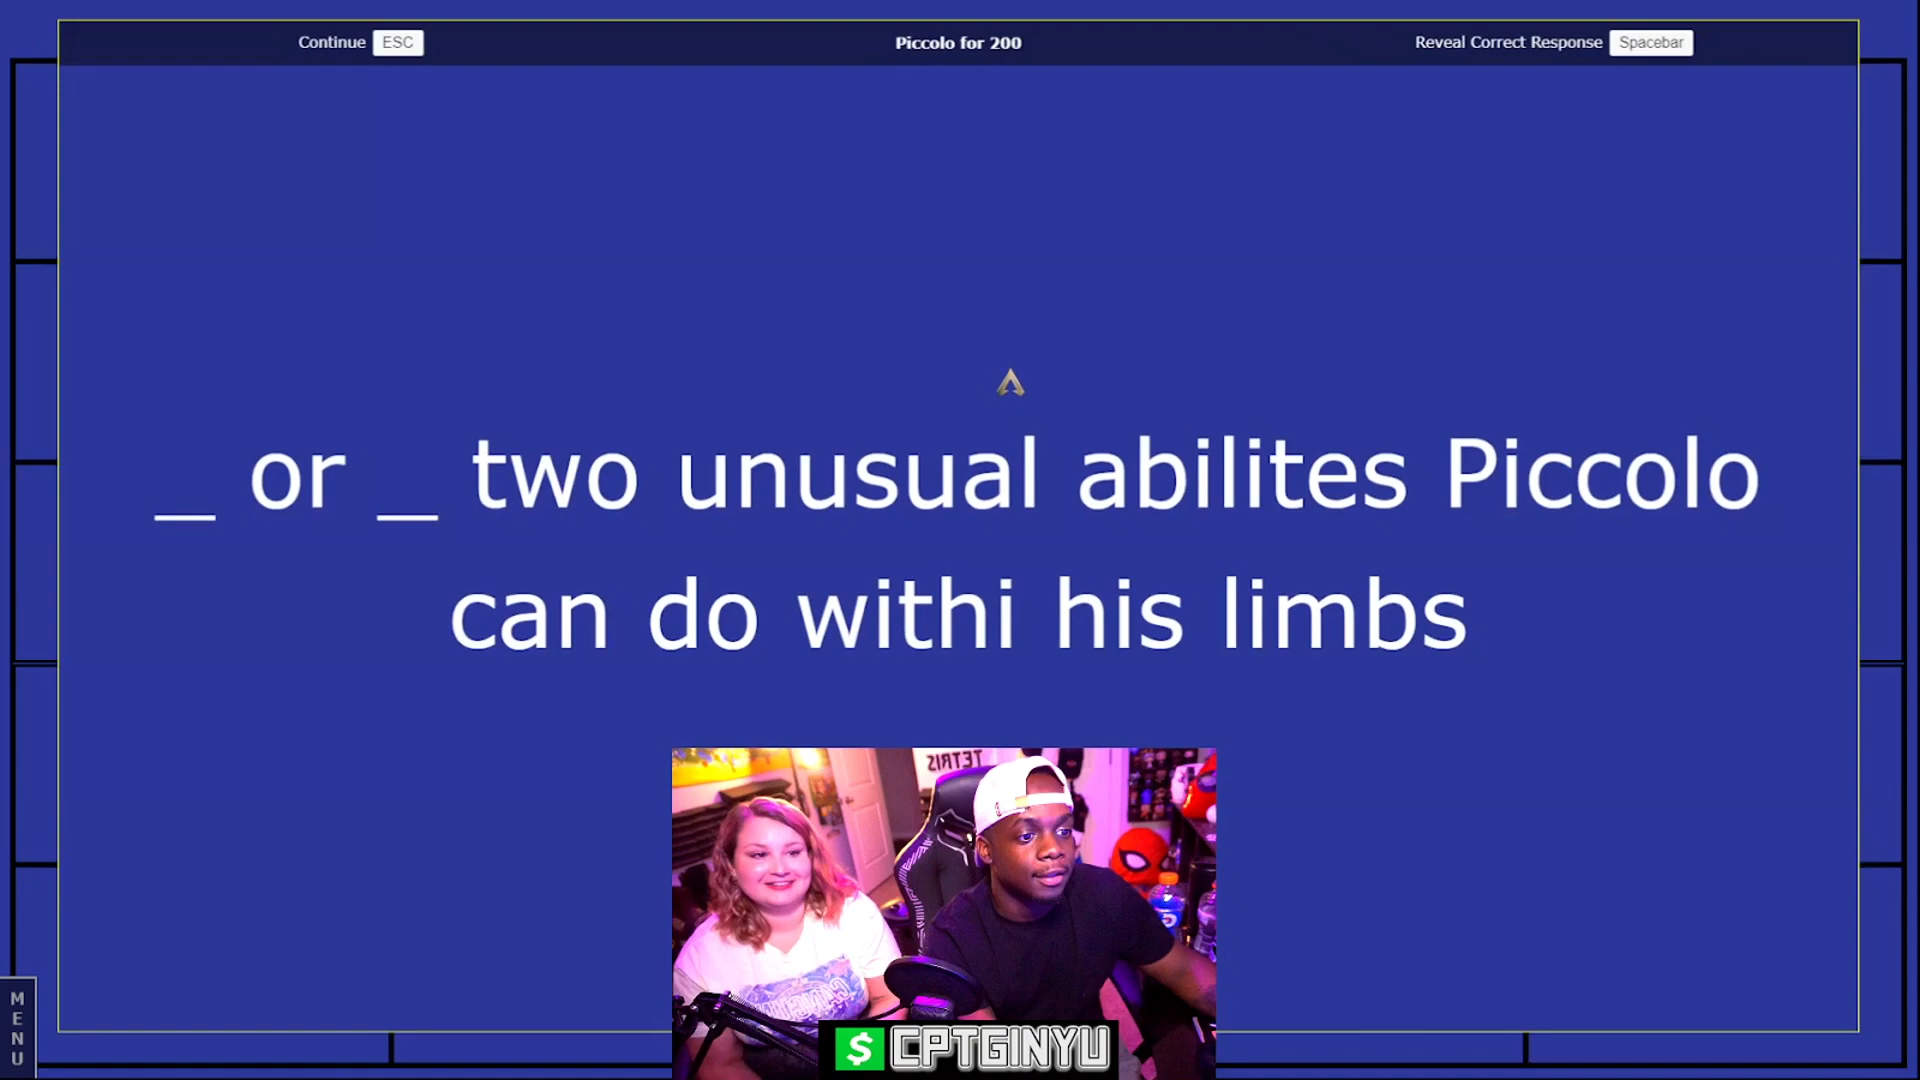 Continue ESC
Piccolo for 200
Reveal Correct Response Spacebar
_ or _ two unusual abilites Piccolo
can do withi his limbs
TETRIS
MENU
$ CPTGINYU